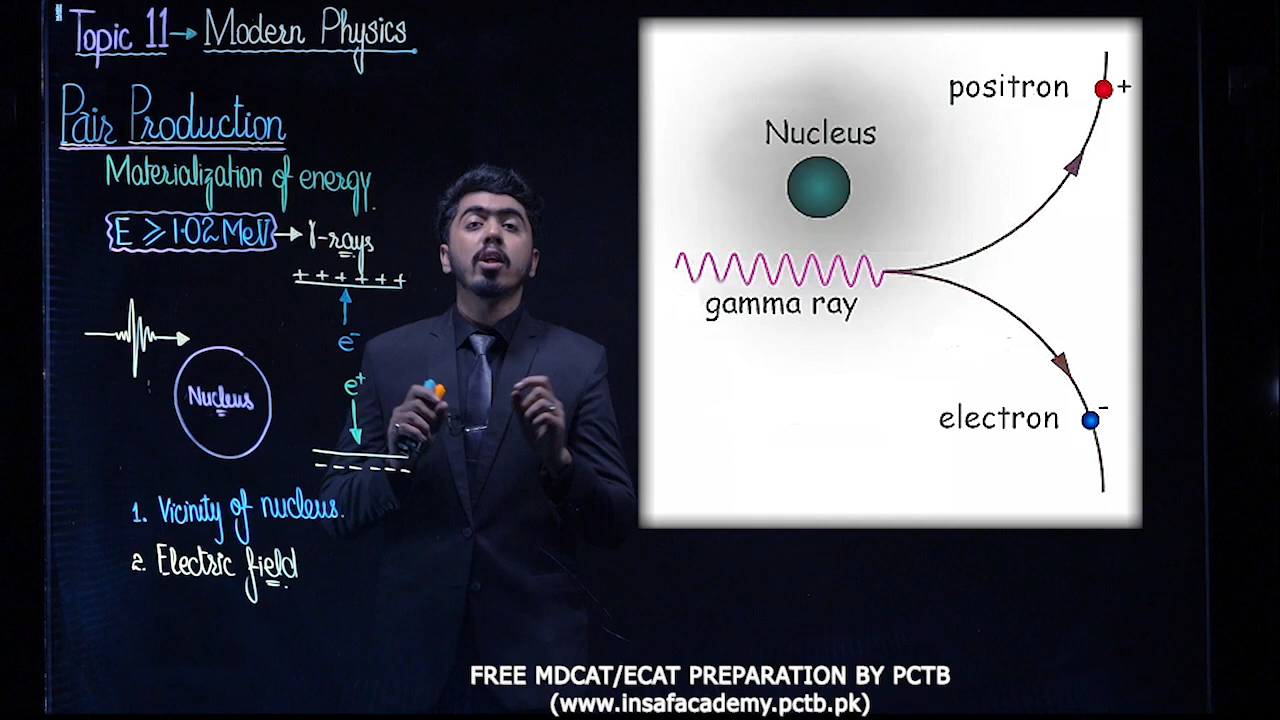 Topic 11 → Modern Physics
Pair Production
Materialization of energy.
E ⩾ 1.02 MeV → γ-rays
+ + + + + +
e⁻
e⁺
Nucleus
- - - - - -
1. Vicinity of nucleus.
2. Electric field
positron +
Nucleus
gamma ray
electron -
FREE MDCAT/ECAT PREPARATION BY PCTB
(www.insafacademy.pctb.pk)